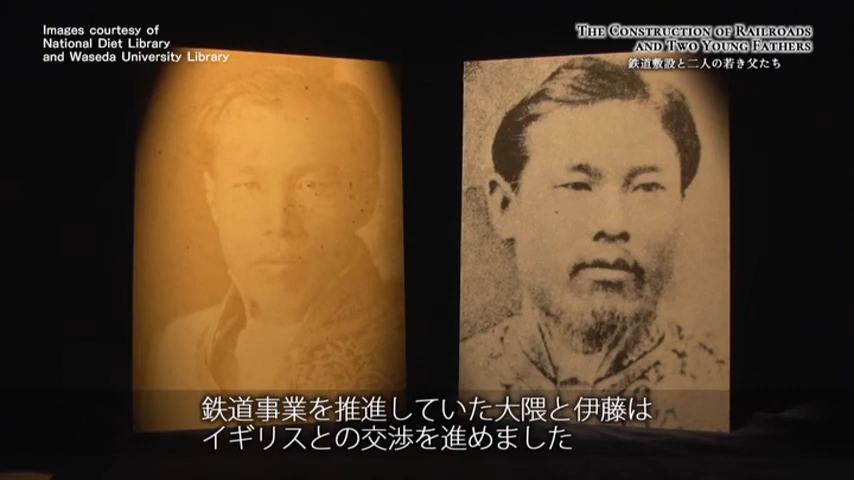 Images courtesy of
National Diet Library
and Waseda University Library
THE CONSTRUCTION OF RAILROADS
AND TWO YOUNG FATHERS
鉄道敷設と二人の若き父たち
鉄道事業を推進していた大隈と伊藤は
イギリスとの交渉を進めました